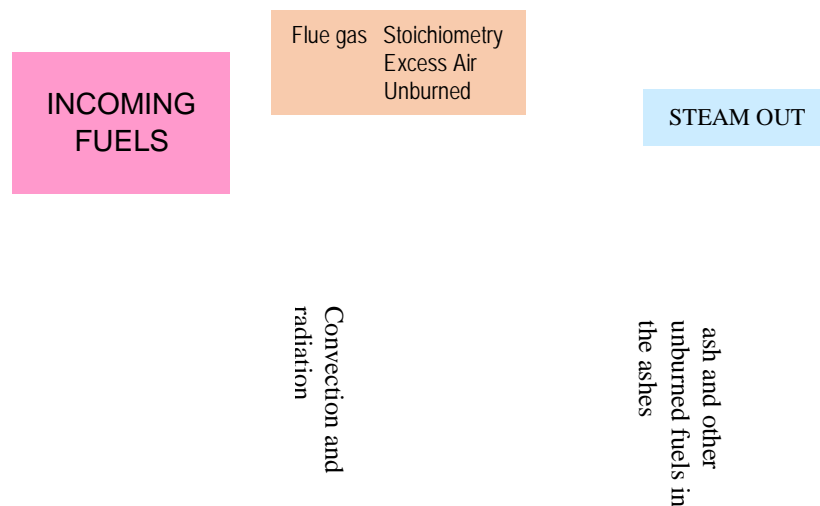 Flue gas Stoichiometry
Excess Air
Unburned
INCOMING
FUELS
STEAM OUT
Convection and
radiation
ash and other
unburned fuels in
the ashes